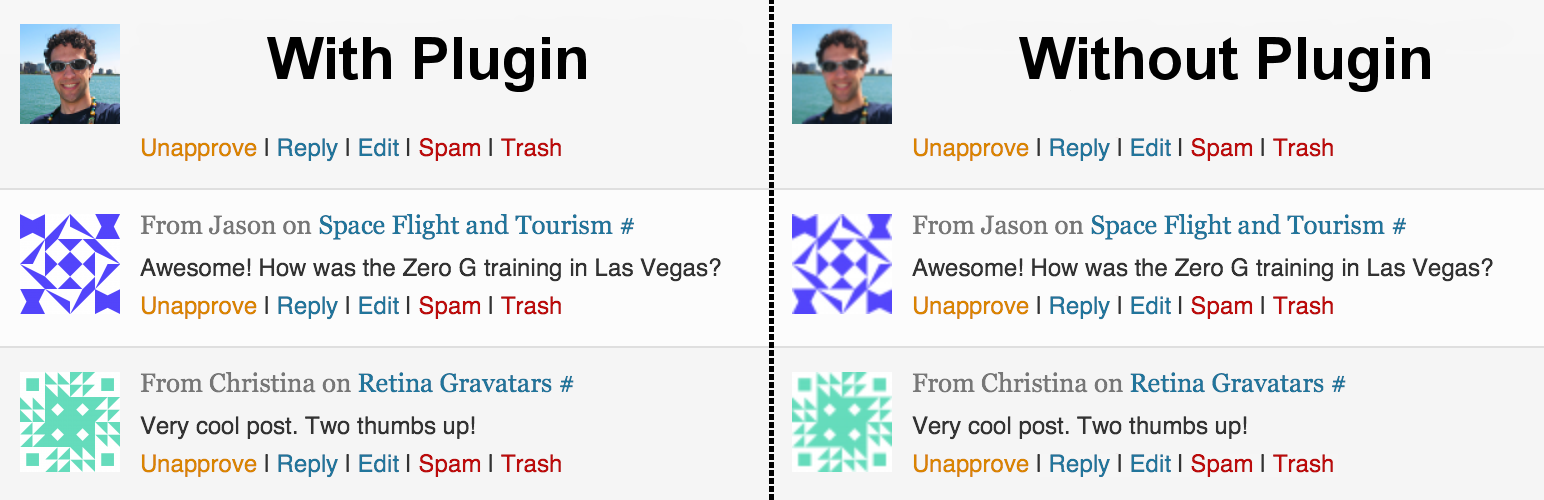 With Plugin
Unapprove | Reply | Edit | Spam | Trash
From Jason on Space Flight and Tourism #
Awesome! How was the Zero G training in Las Vegas?
Unapprove | Reply | Edit | Spam | Trash
From Christina on Retina Gravatars #
Very cool post. Two thumbs up!
Unapprove | Reply | Edit | Spam | Trash
Without Plugin
Unapprove | Reply | Edit | Spam | Trash
From Jason on Space Flight and Tourism #
Awesome! How was the Zero G training in Las Vegas?
Unapprove | Reply | Edit | Spam | Trash
From Christina on Retina Gravatars #
Very cool post. Two thumbs up!
Unapprove | Reply | Edit | Spam | Trash